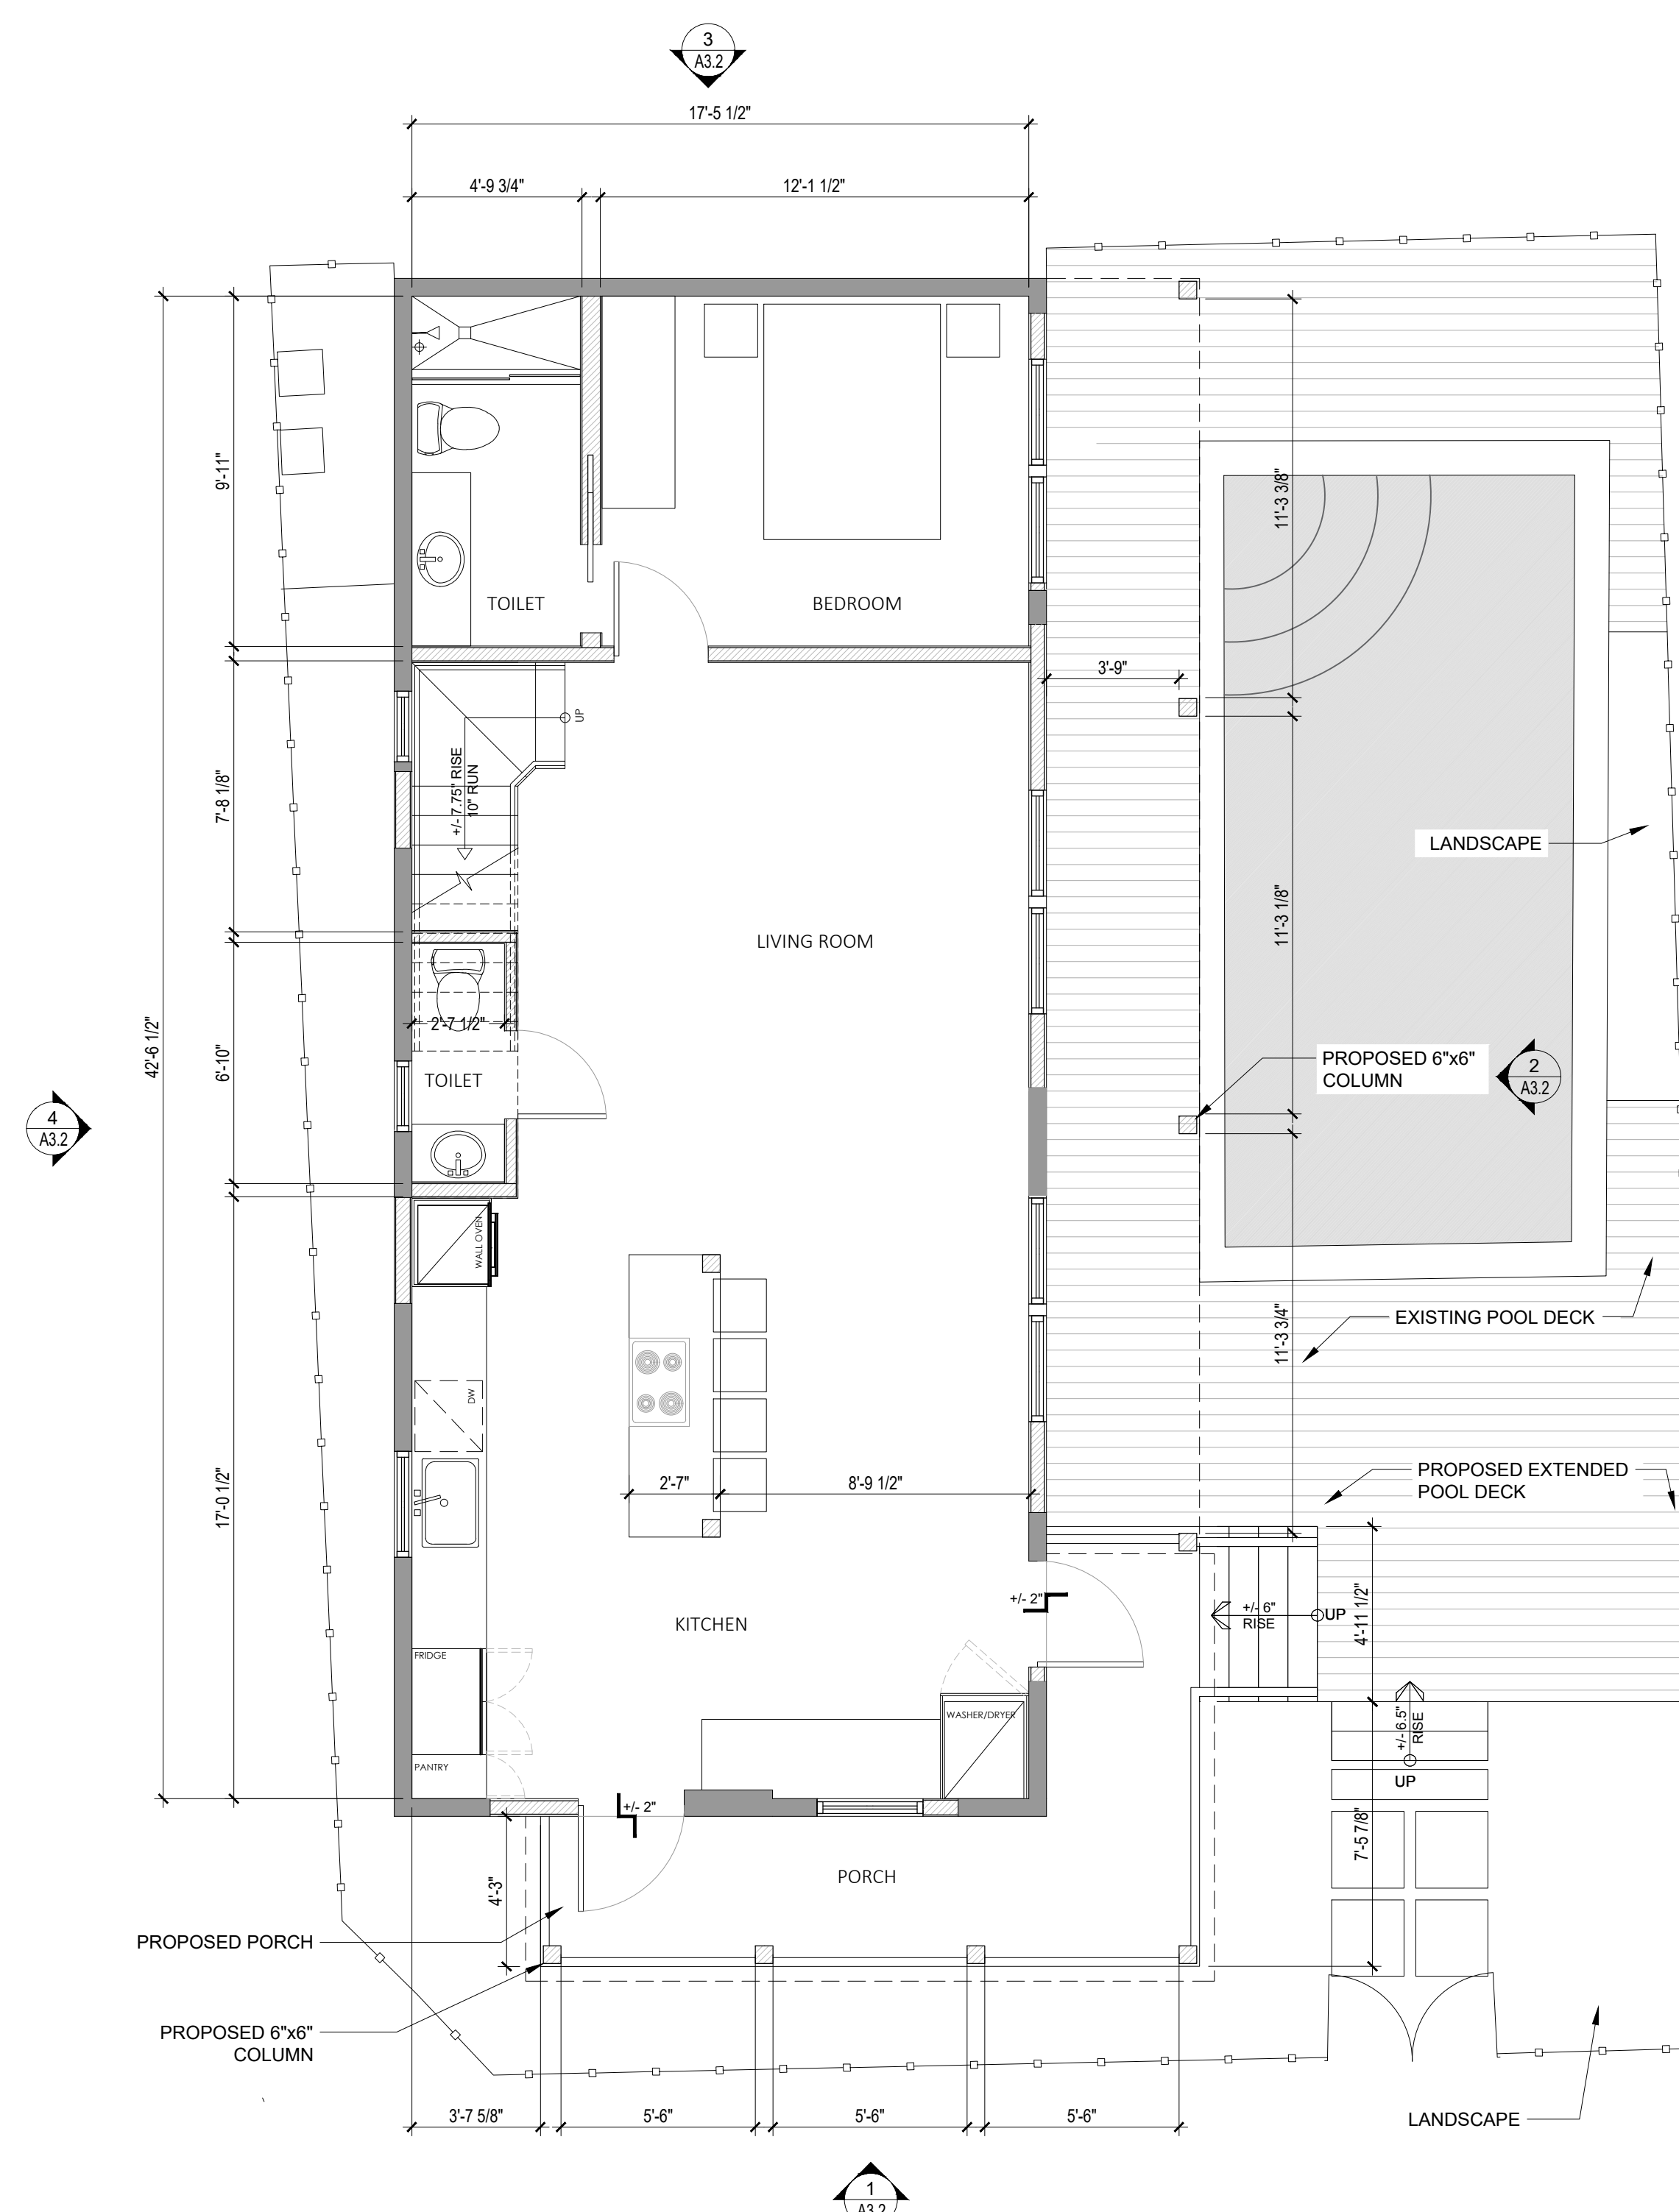 3
A3.2
17'-5 1/2"
4'-9 3/4"
12'-1 1/2"
9'-11"
11'-3 3/8"
TOILET
BEDROOM
3'-9"
UP
+/- 7.75" RISE
10" RUN
7'-8 1/8"
LANDSCAPE
11'-3 1/8"
LIVING ROOM
42'-6 1/2"
6'-10"
2'-7 1/2"
TOILET
PROPOSED 6"x6"
COLUMN
2
A3.2
4
A3.2
WALL OVEN
EXISTING POOL DECK
11'-3 3/4"
DW
17'-0 1/2"
2'-7"
8'-9 1/2"
PROPOSED EXTENDED
POOL DECK
+/- 2"
KITCHEN
+/- 6"
RISE
UP
4'-11 1/2"
FRIDGE
WASHER/DRYER
+/- 6.5"
RISE
PANTRY
UP
+/- 2"
7'-5 7/8"
PORCH
4'-3"
PROPOSED PORCH
PROPOSED 6"x6"
COLUMN
3'-7 5/8"
5'-6"
5'-6"
5'-6"
LANDSCAPE
1
A3.2